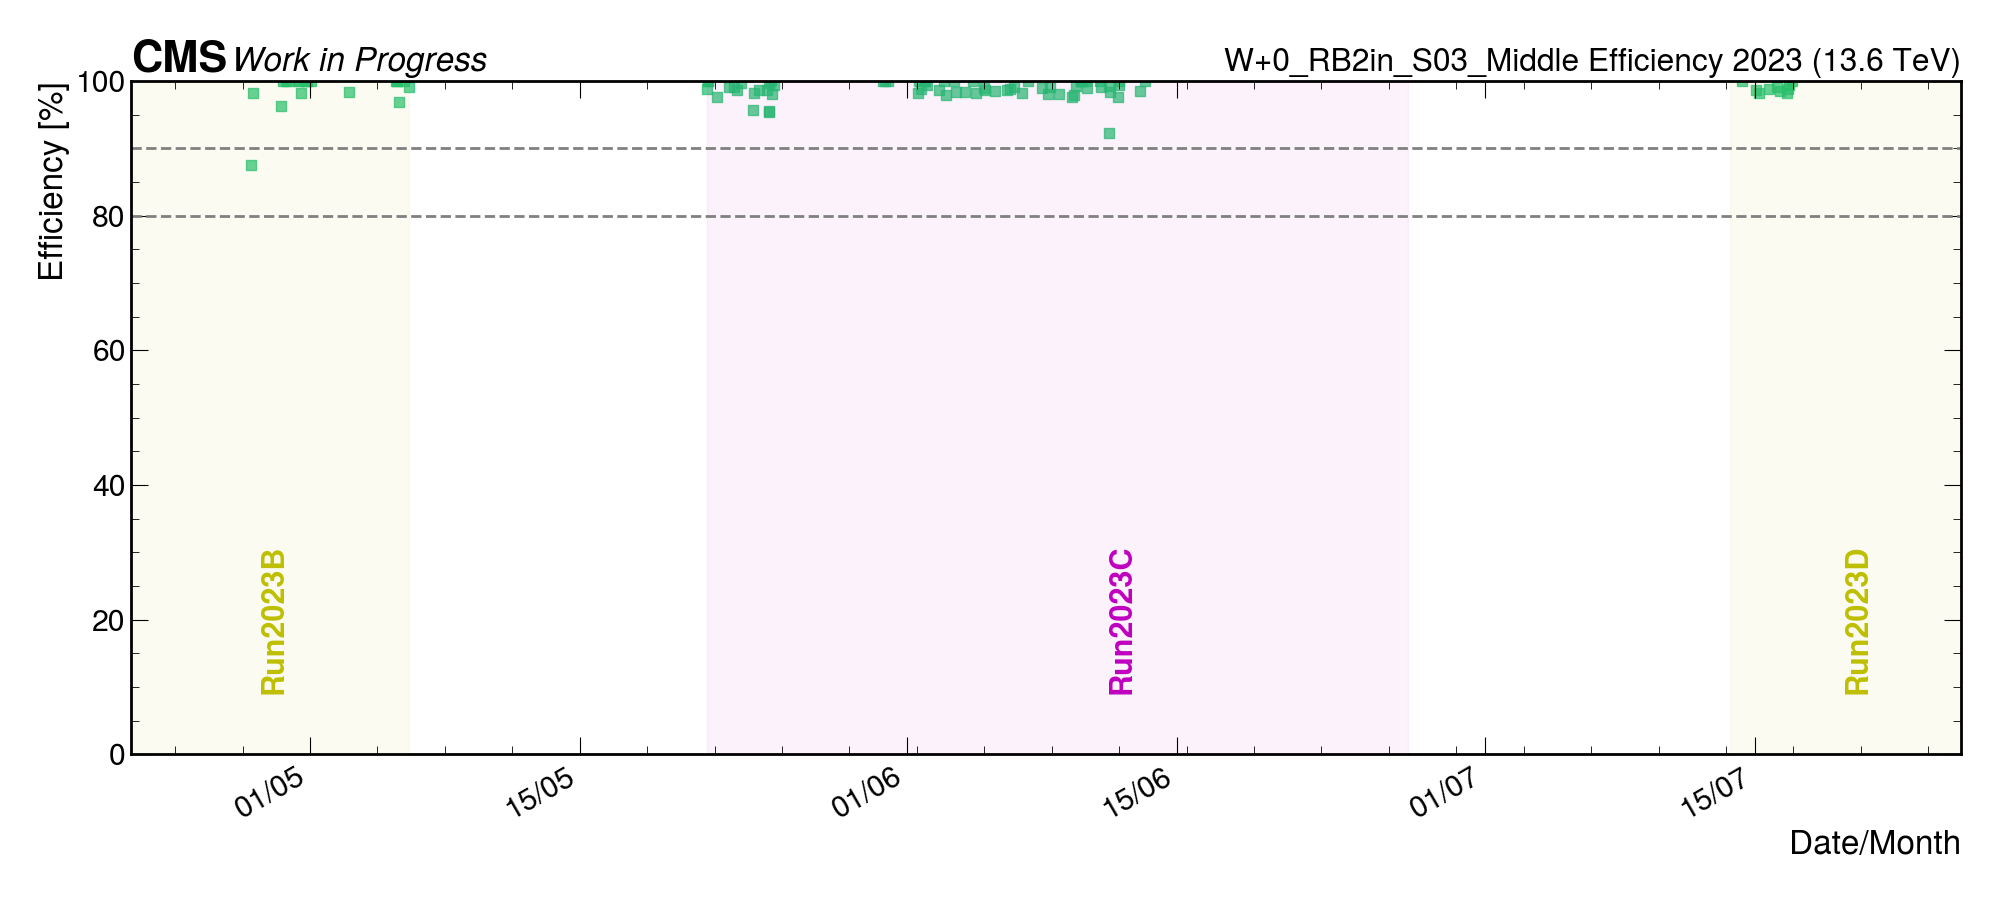 CMS Work in Progress
W+0_RB2in_S03_Middle Efficiency 2023 (13.6 TeV)
Efficiency [%]
100
80
60
40
20
0
Run2023B
Run2023C
Run2023D
01/05
15/05
01/06
15/06
01/07
15/07
Date/Month